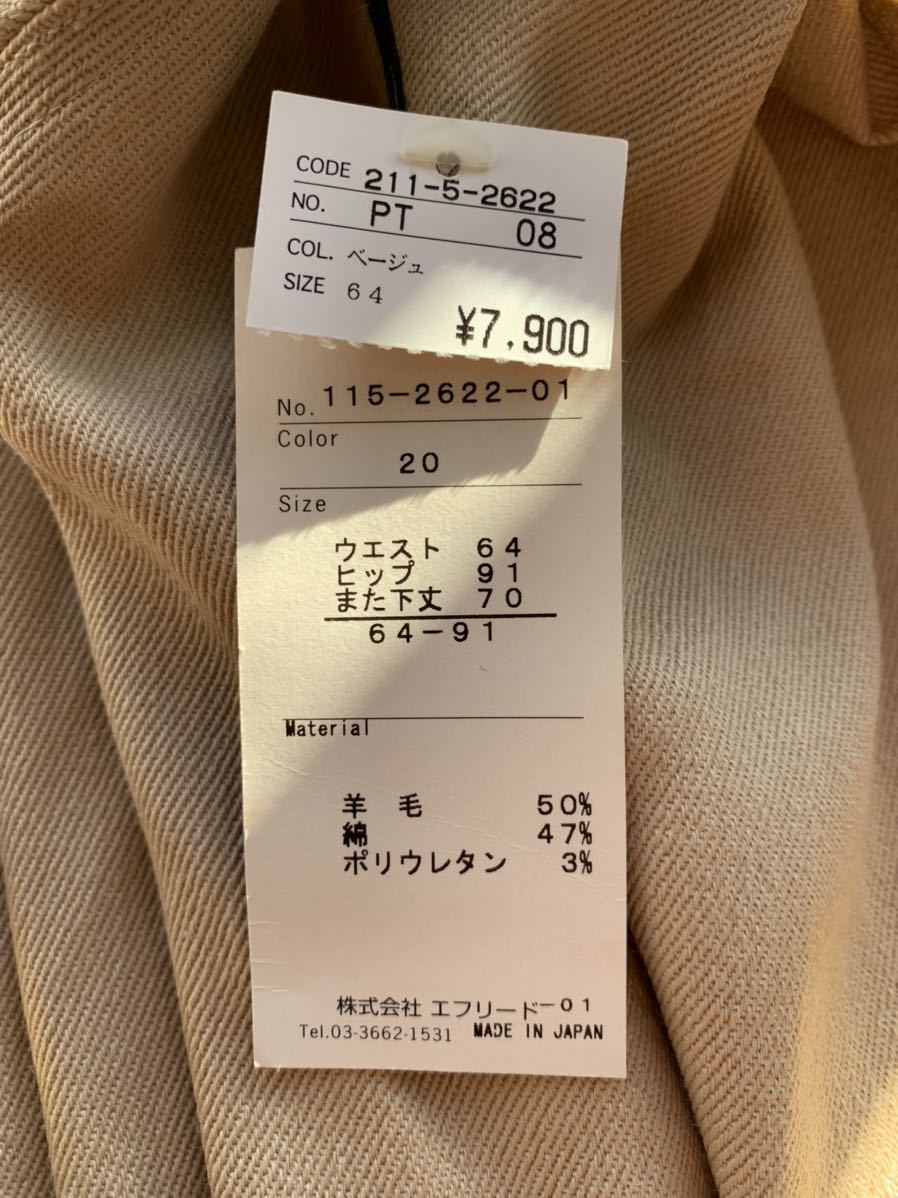 CODE 211-5-2622
NO. PT 08
COL. ベージュ
SIZE 64
¥7,900
No. 115-2622-01
Color
20
Size
ウエスト 64
ヒップ 91
また下丈 70
64-91
Material
羊 毛 50%
綿 47%
ポリウレタン 3%
株式会社 エフリード-01
Tel.03-3662-1531 MADE IN JAPAN